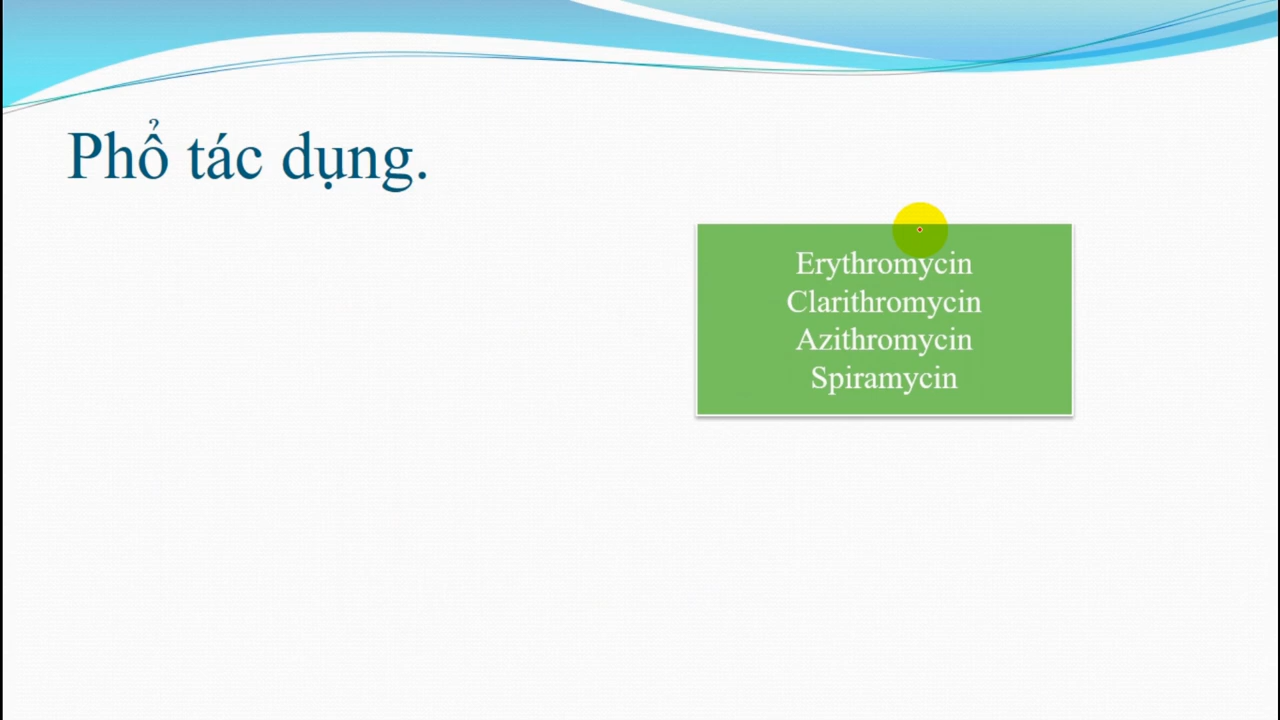 Phổ tác dụng.
Erythromycin
Clarithromycin
Azithromycin
Spiramycin